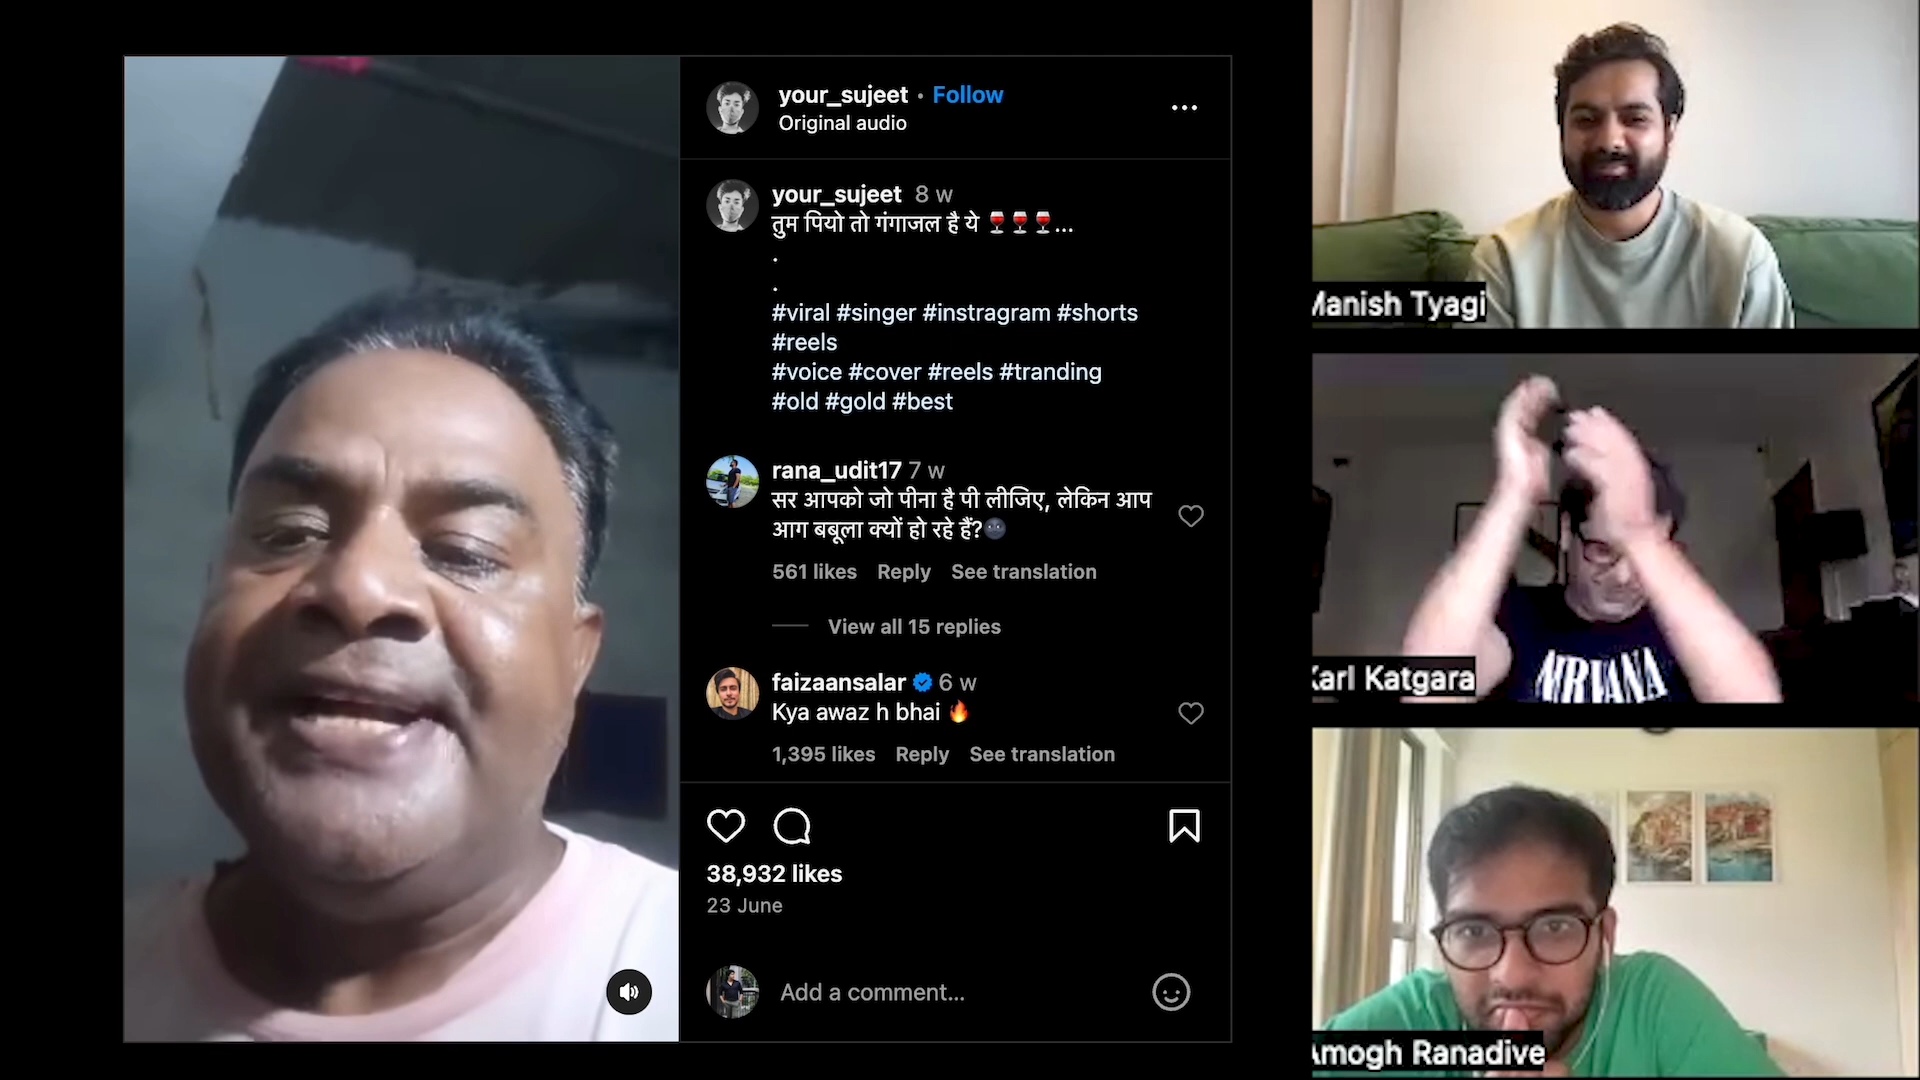 your_sujeet • Follow
Original audio
your_sujeet 8 w
तुम पियो तो गंगाजल है ये 🍷🍷🍷...
.
.
#viral #singer #instragram #shorts
#reels
#voice #cover #reels #tranding
#old #gold #best
rana_udit17 7 w
सर आपको जो पीना है पी लीजिए, लेकिन आप
आग बबूला क्यों हो रहे हैं?🌚
561 likes Reply See translation
View all 15 replies
faizaansalar 6 w
Kya awaz h bhai 🔥
1,395 likes Reply See translation
38,932 likes
23 June
Add a comment...
Manish Tyagi
NIRVANA
Karl Katgara
Amogh Ranadive